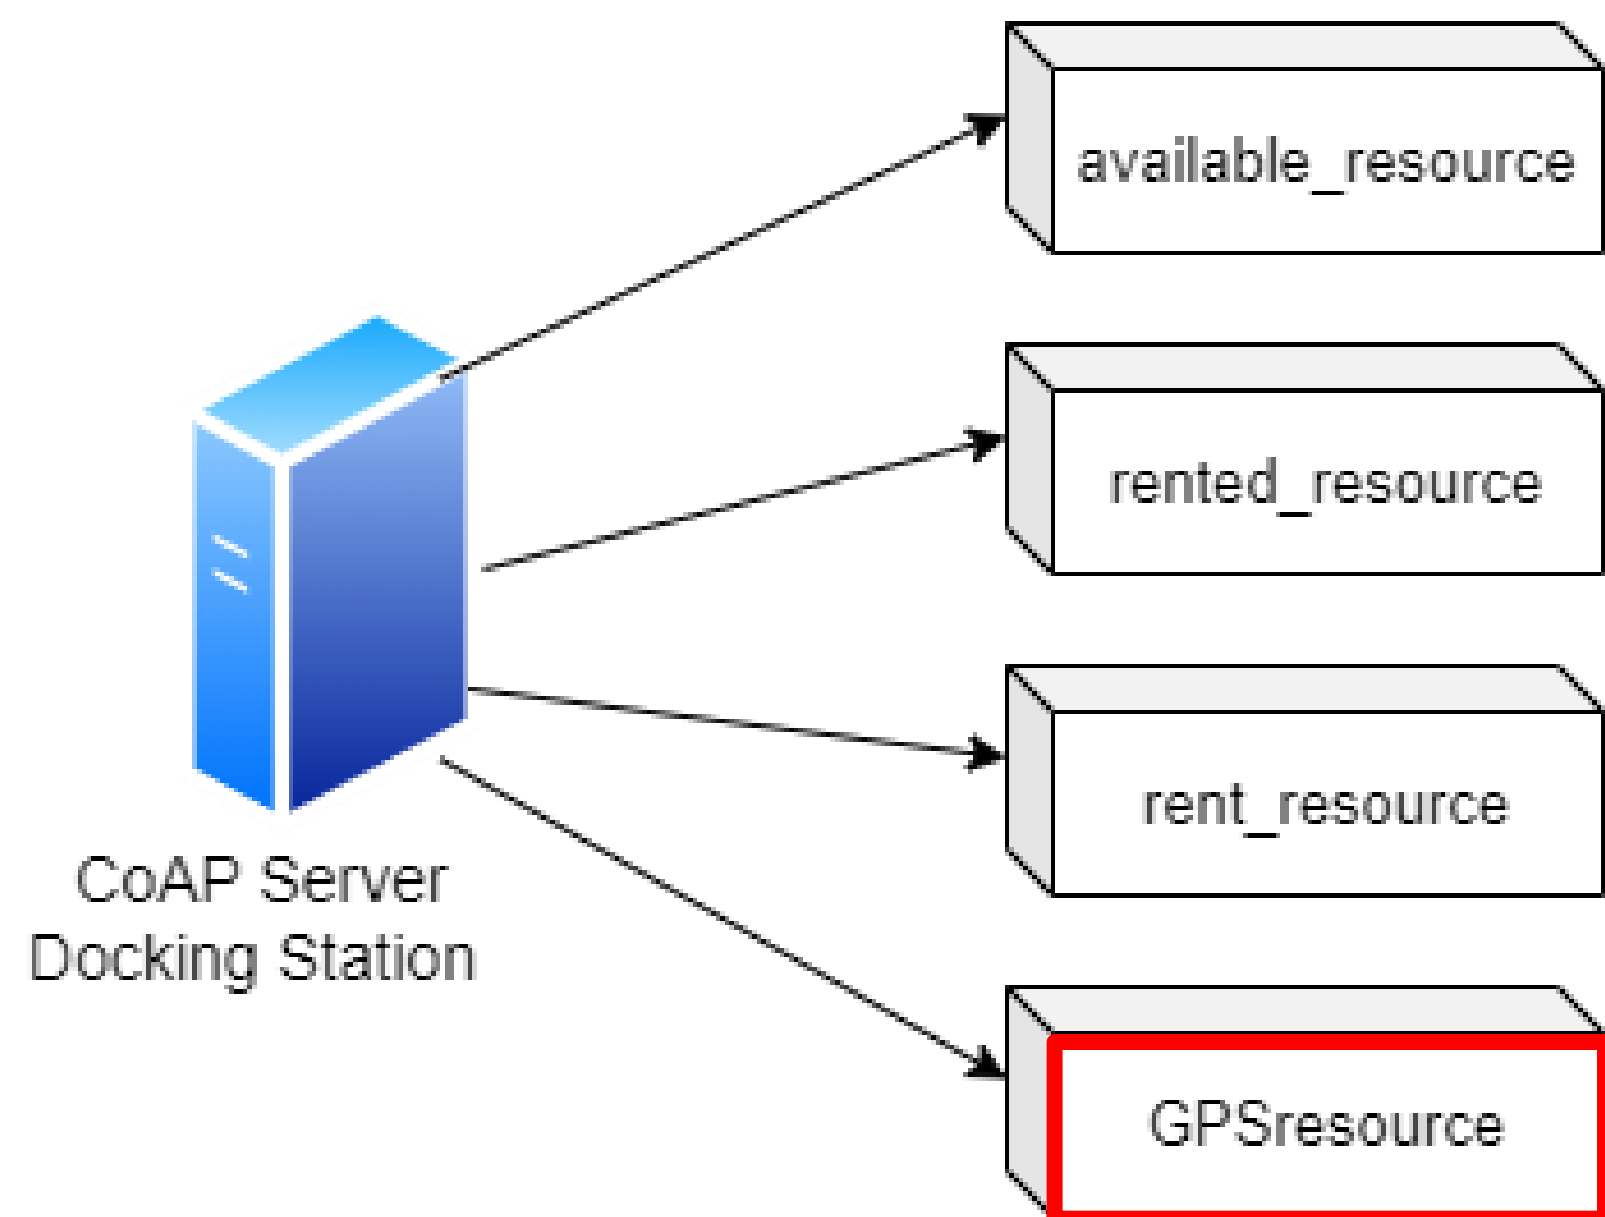 available_resource
rented_resource
rent_resource
CoAP Server
Docking Station
GPSresource